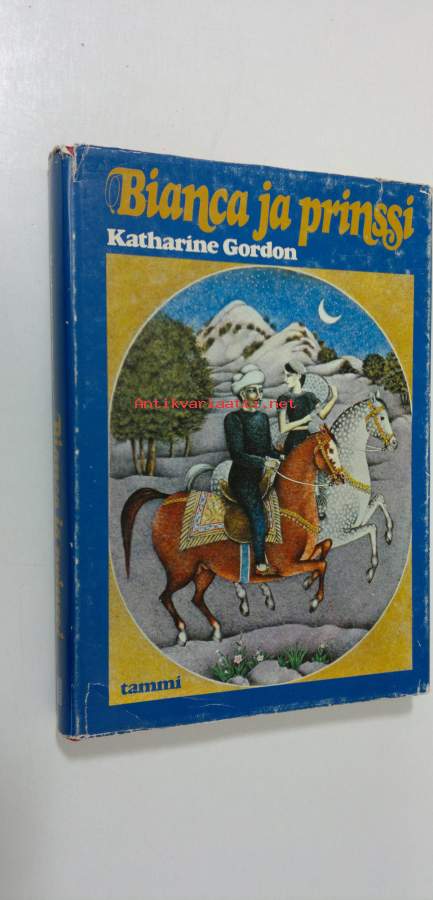 Bianca ja prinssi
Katharine Gordon
Antikvariaatti.net
tammi